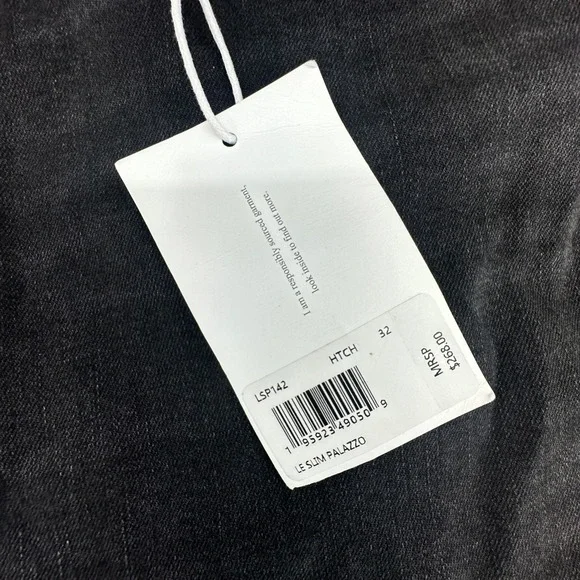 I am a responsibly sourced garment,
look inside to find out more.
LSP142 HTCH 32
MRSP
$268.00
1 95923 49050 9
LE SLIM PALAZZO